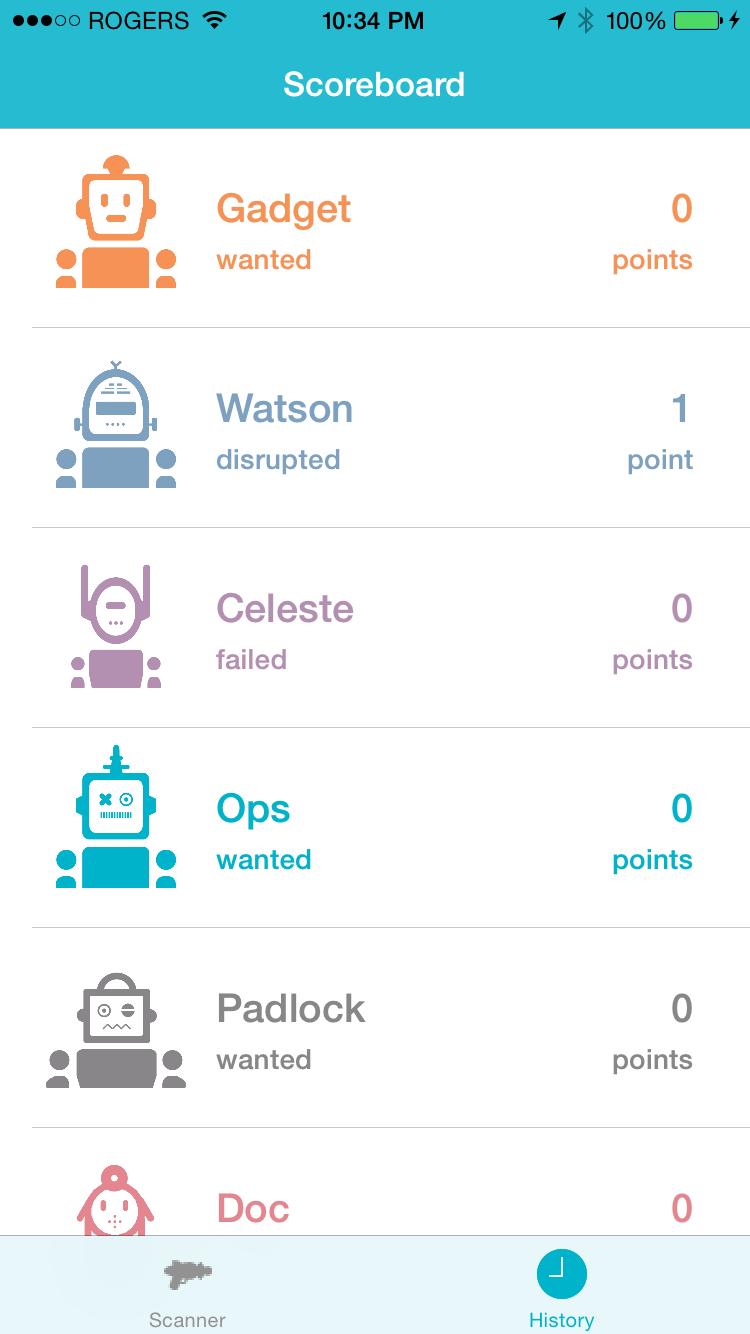 ROGERS 10:34 PM 100%
Scoreboard
Gadget 0
wanted points
Watson 1
disrupted point
Celeste 0
failed points
Ops 0
wanted points
Padlock 0
wanted points
Doc 0
Scanner History